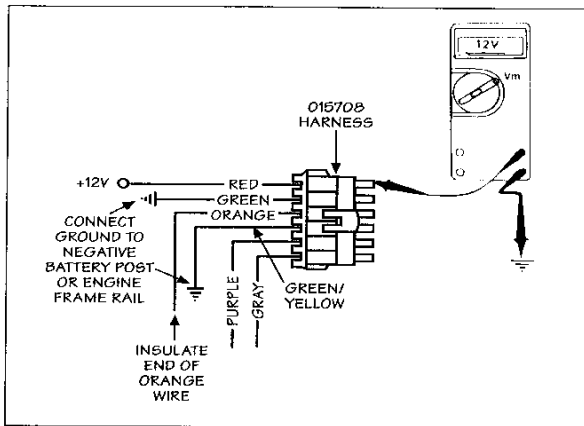 12V
Vm
015708
HARNESS
+12V
RED
GREEN
ORANGE
CONNECT
GROUND TO
NEGATIVE
BATTERY POST
OR ENGINE
FRAME RAIL
PURPLE
GRAY
GREEN/
YELLOW
INSULATE
END OF
ORANGE
WIRE